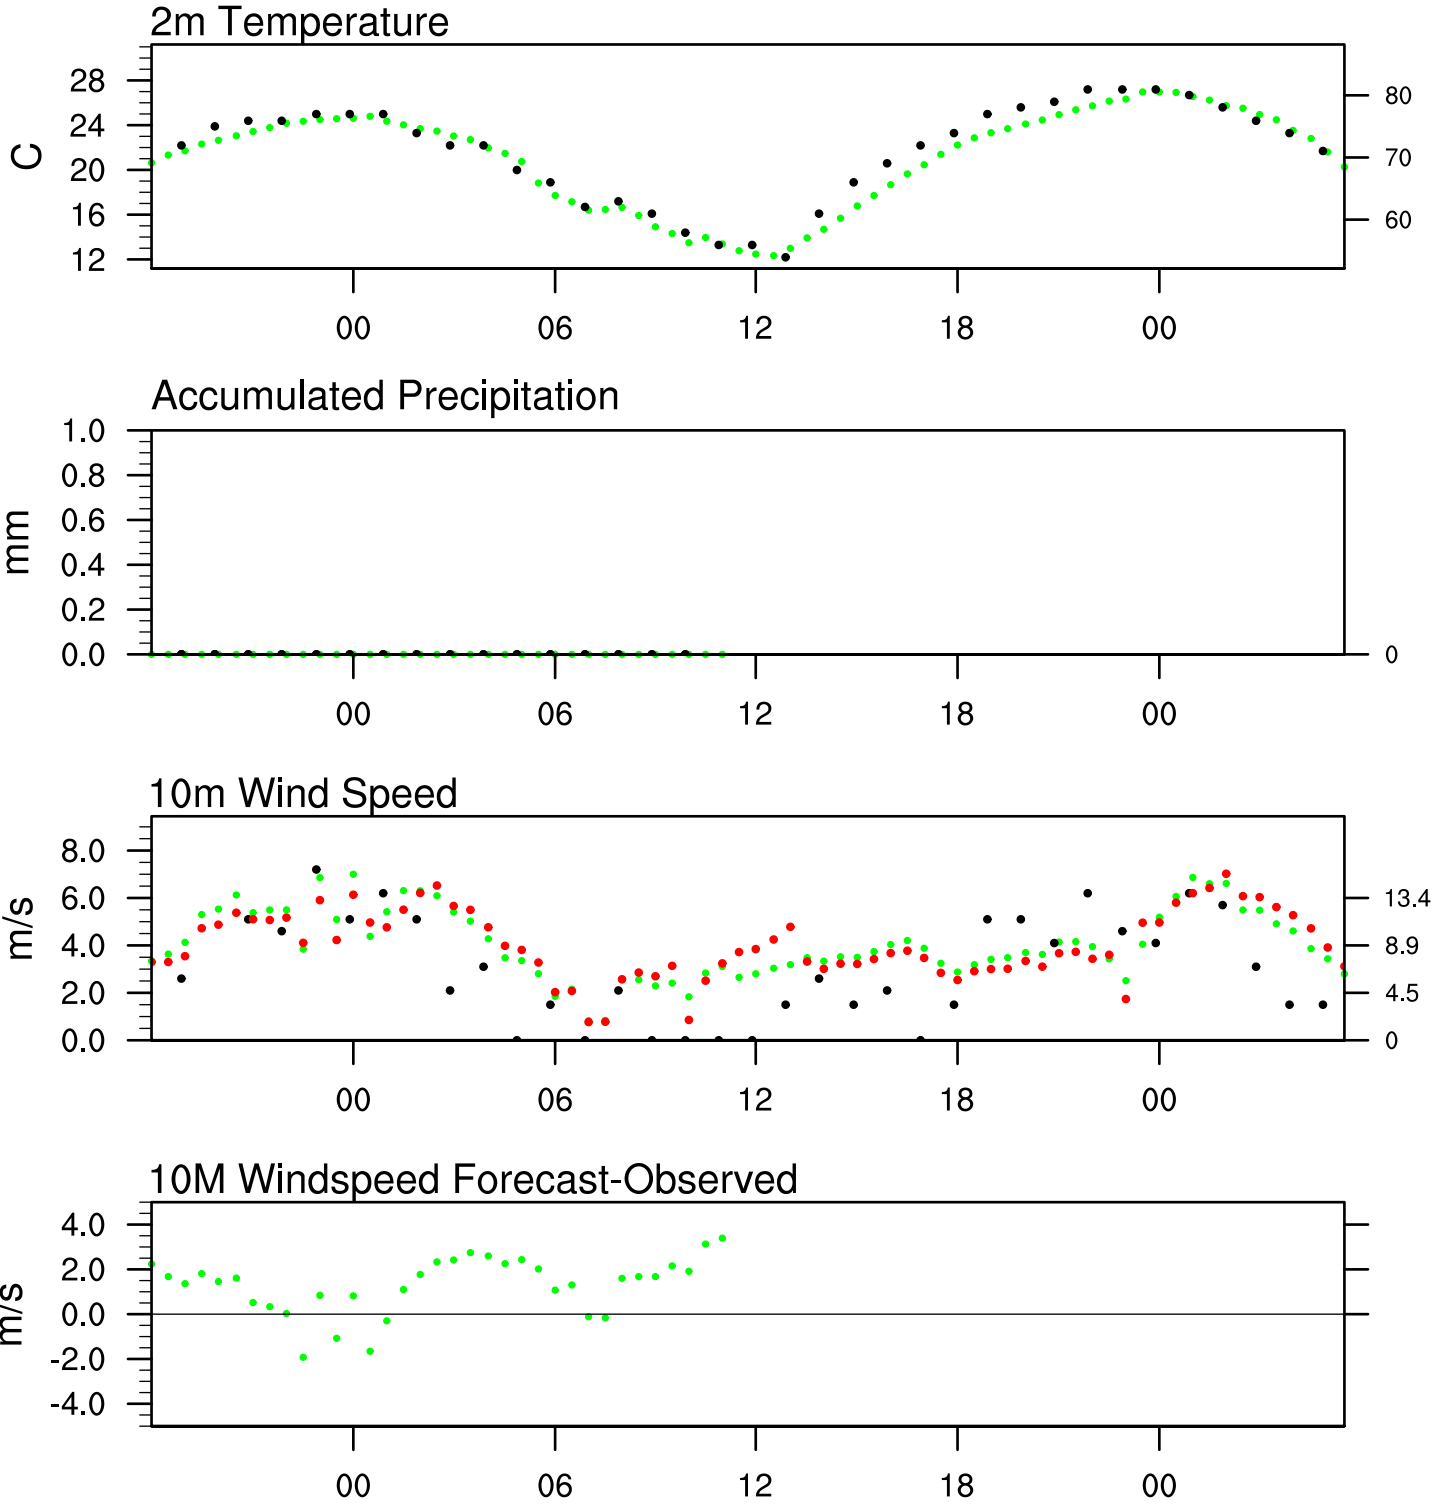 2m Temperature
C
28
24
20
16
12
80
70
60
00 06 12 18 00
Accumulated Precipitation
mm
1.0
0.8
0.6
0.4
0.2
0.0
0
00 06 12 18 00
10m Wind Speed
m/s
8.0
6.0
4.0
2.0
0.0
13.4
8.9
4.5
0
00 06 12 18 00
10M Windspeed Forecast-Observed
m/s
4.0
2.0
0.0
-2.0
-4.0
00 06 12 18 00